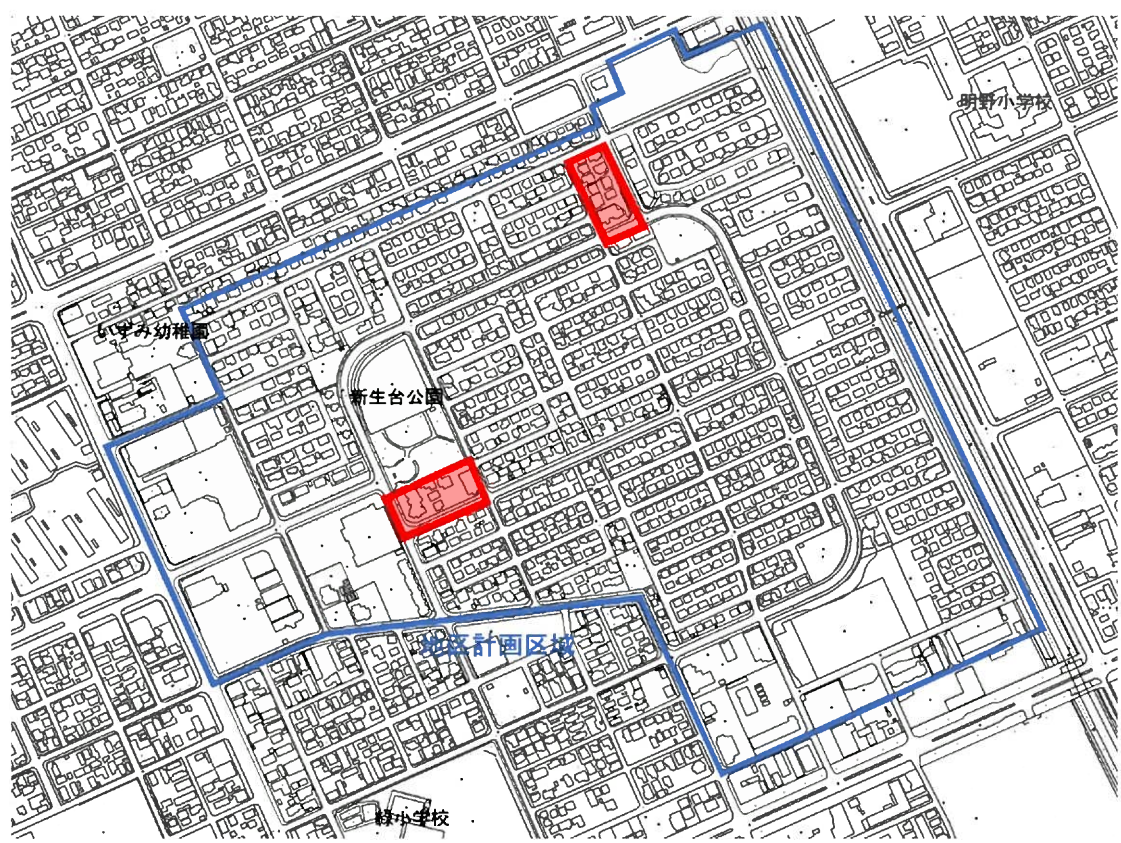 明野小学校
いずみ幼稚園
新生台公園
地区計画区域
緑小学校